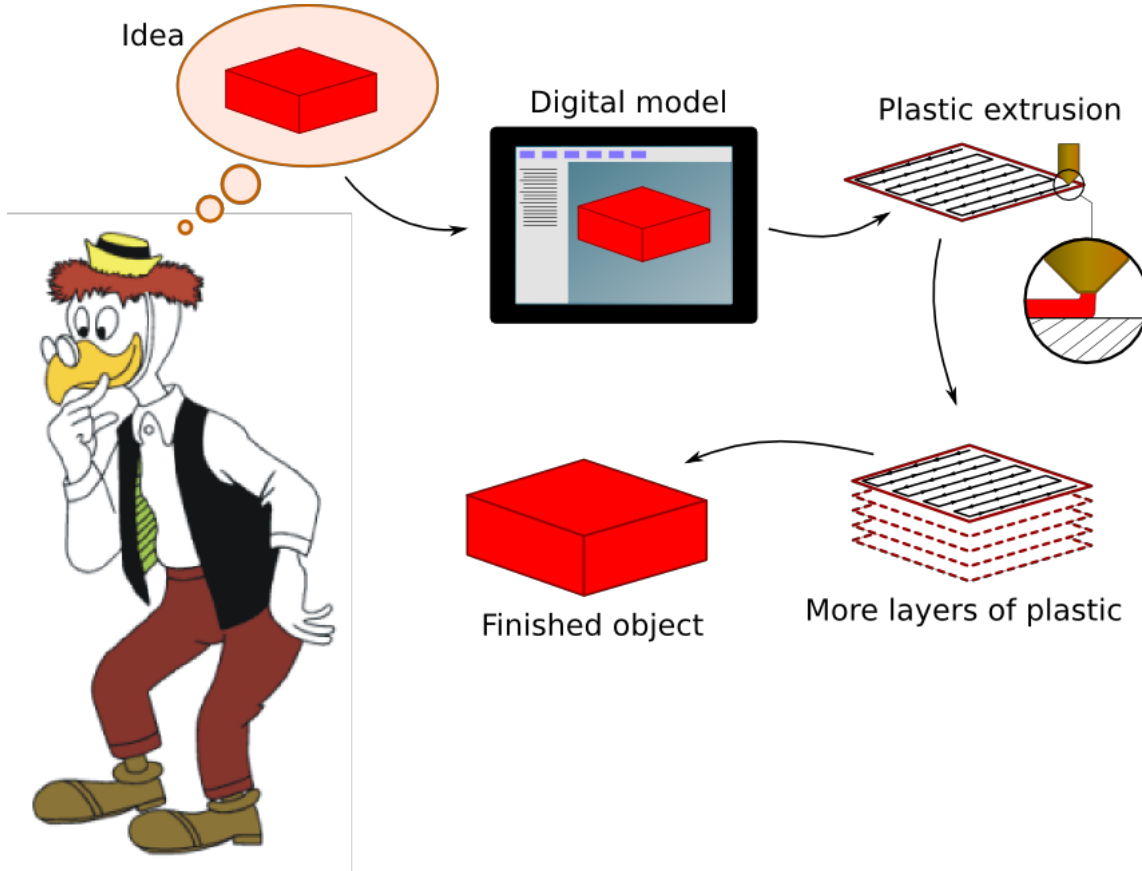 Idea
Digital model
Plastic extrusion
More layers of plastic
Finished object